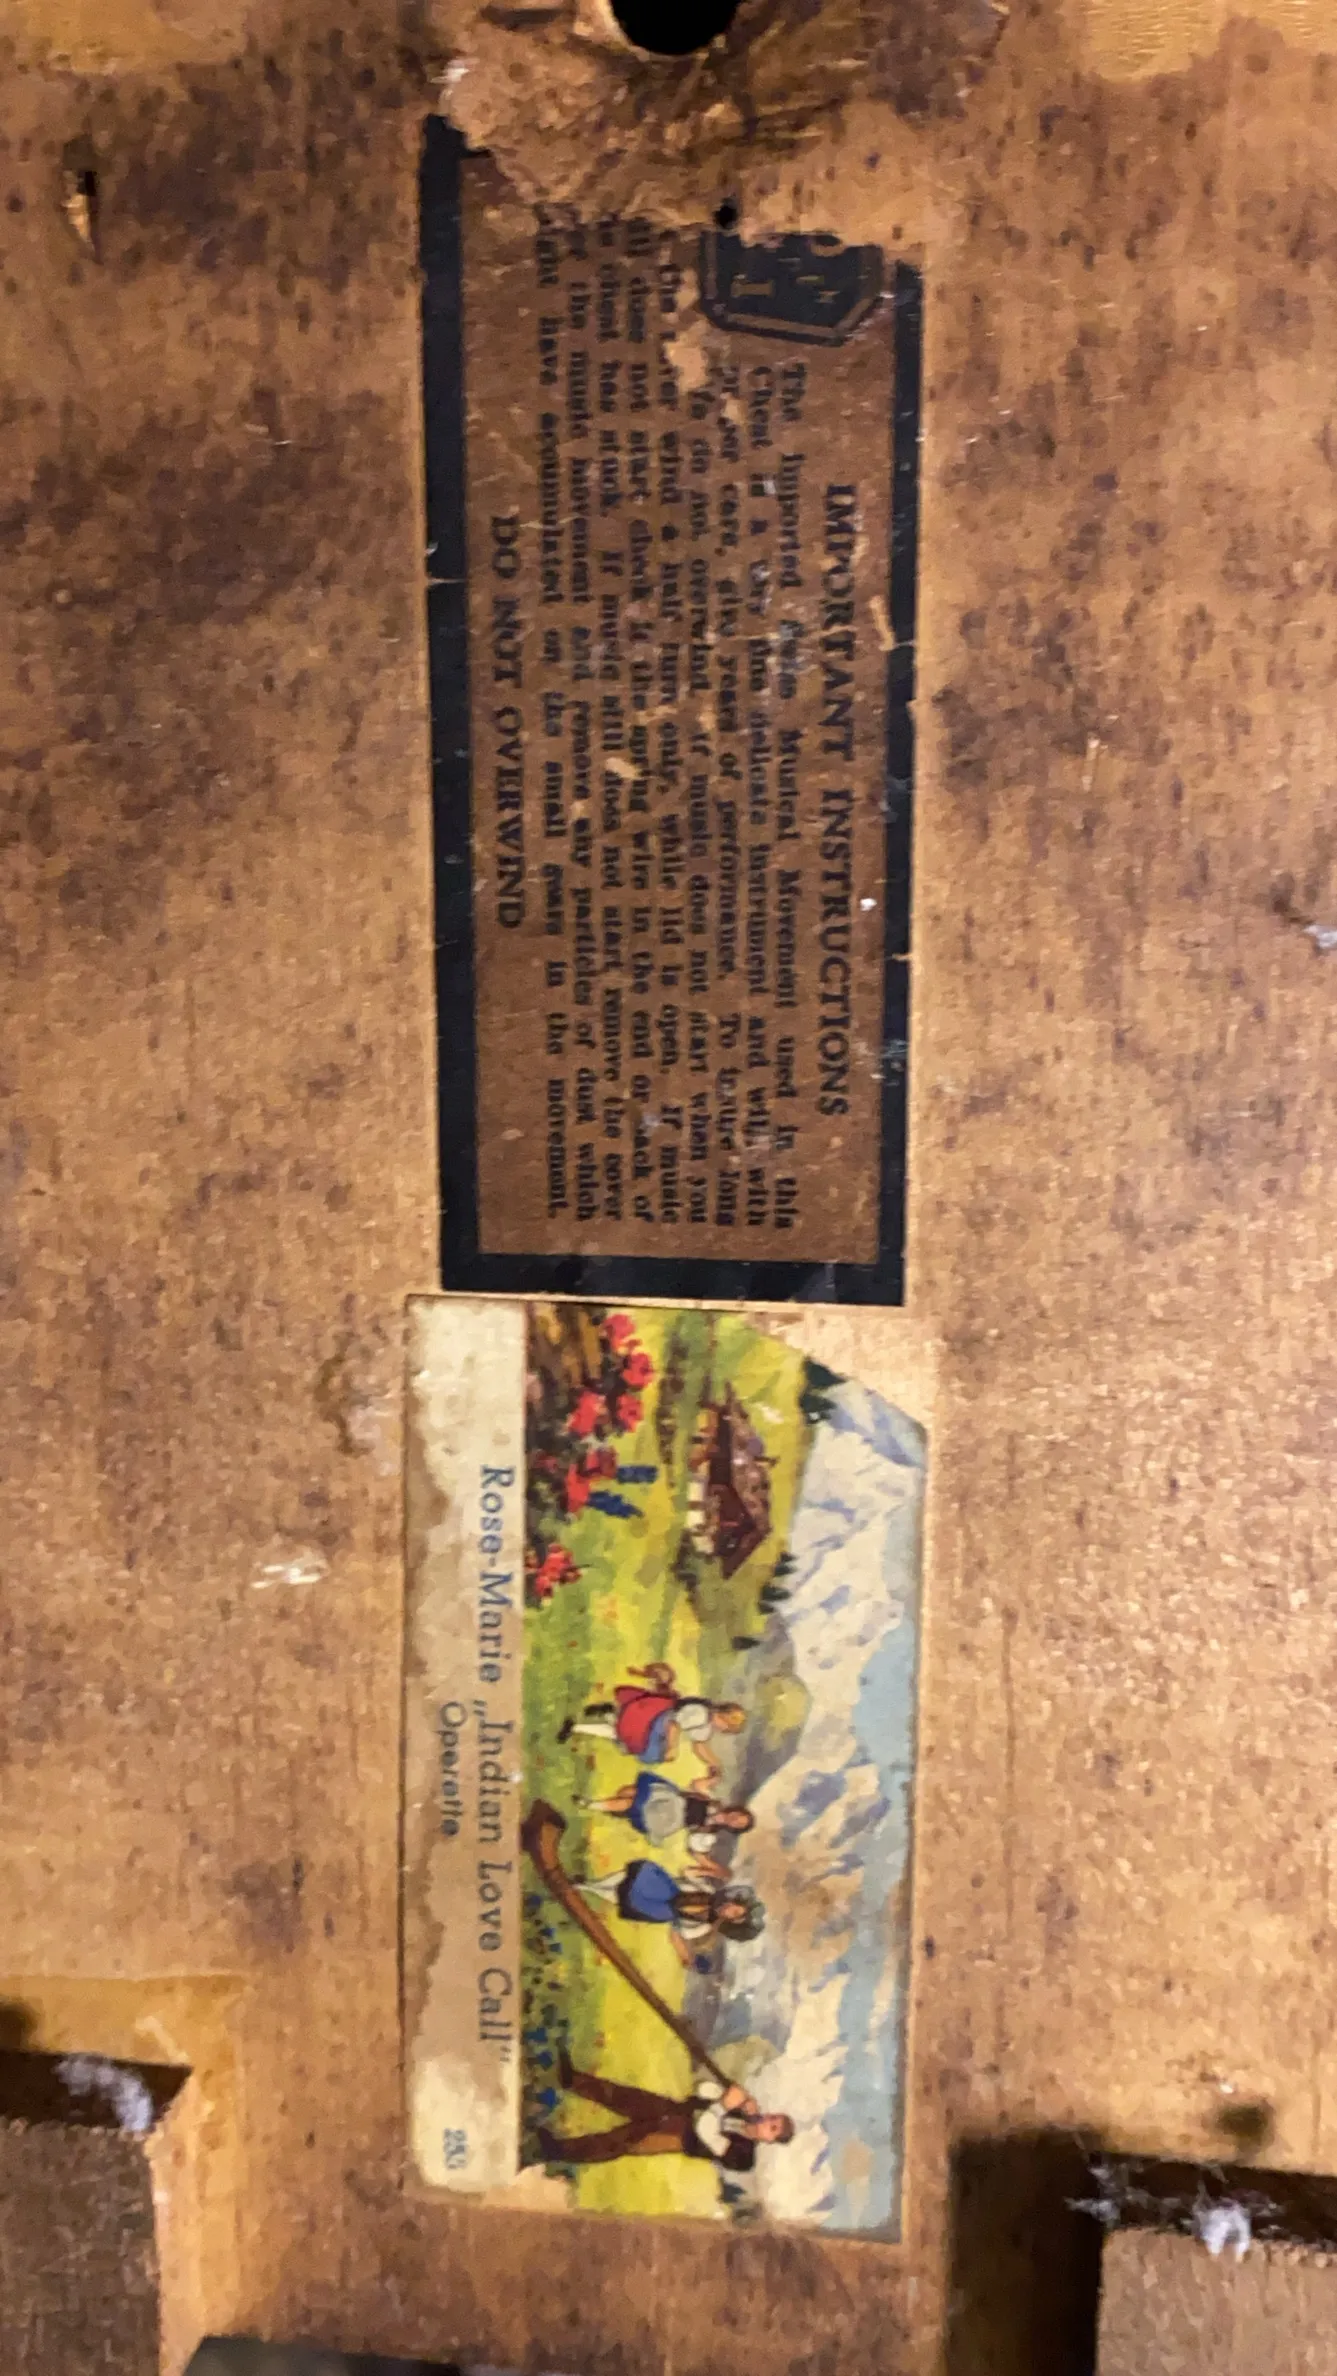 IMPORTANT INSTRUCTIONS
The Imported Swiss Musical Movement used in this
Chest is a very fine delicate instrument and will, with
proper care, give years of performance. To insure long
do not overwind. If music does not start when you
the wind a half turn only, while lid is open. If music
does not start check if the spring wire in the end or back of
chest has stuck. If music still does not start remove the cover
the music movement and remove any particles of dust which
have accumulated on the small gears in the movement.
DO NOT OVERWIND
Rose-Marie „Indian Love Call"
Operette